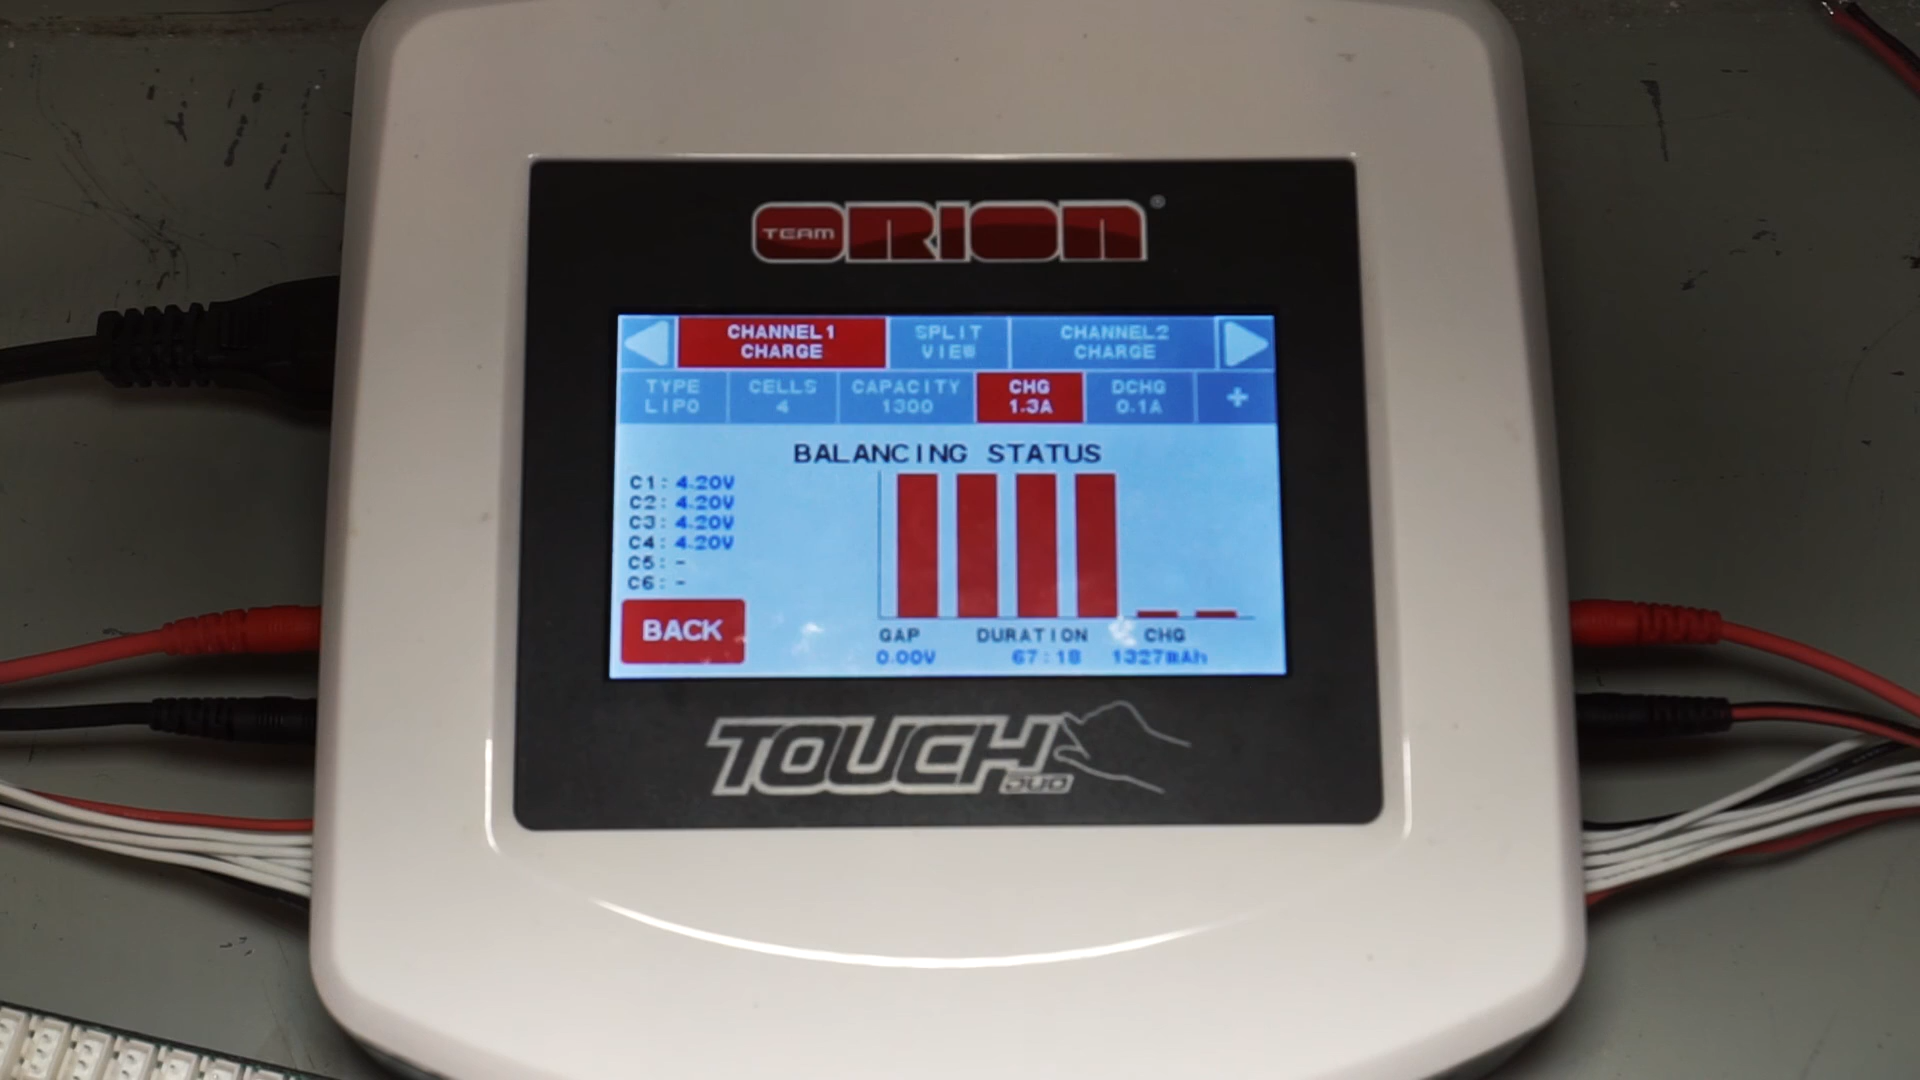 TEAM ORION®
CHANNEL1 CHARGE
SPLIT VIEW
CHANNEL2 CHARGE
TYPE LIPO
CELLS 4
CAPACITY 1300
CHG 1.3A
DCHG 0.1A
+
BALANCING STATUS
C1: 4.20V
C2: 4.20V
C3: 4.20V
C4: 4.20V
C5: -
C6: -
BACK
GAP DURATION CHG
0.00V 67:18 1327mAh
TOUCH
DUO